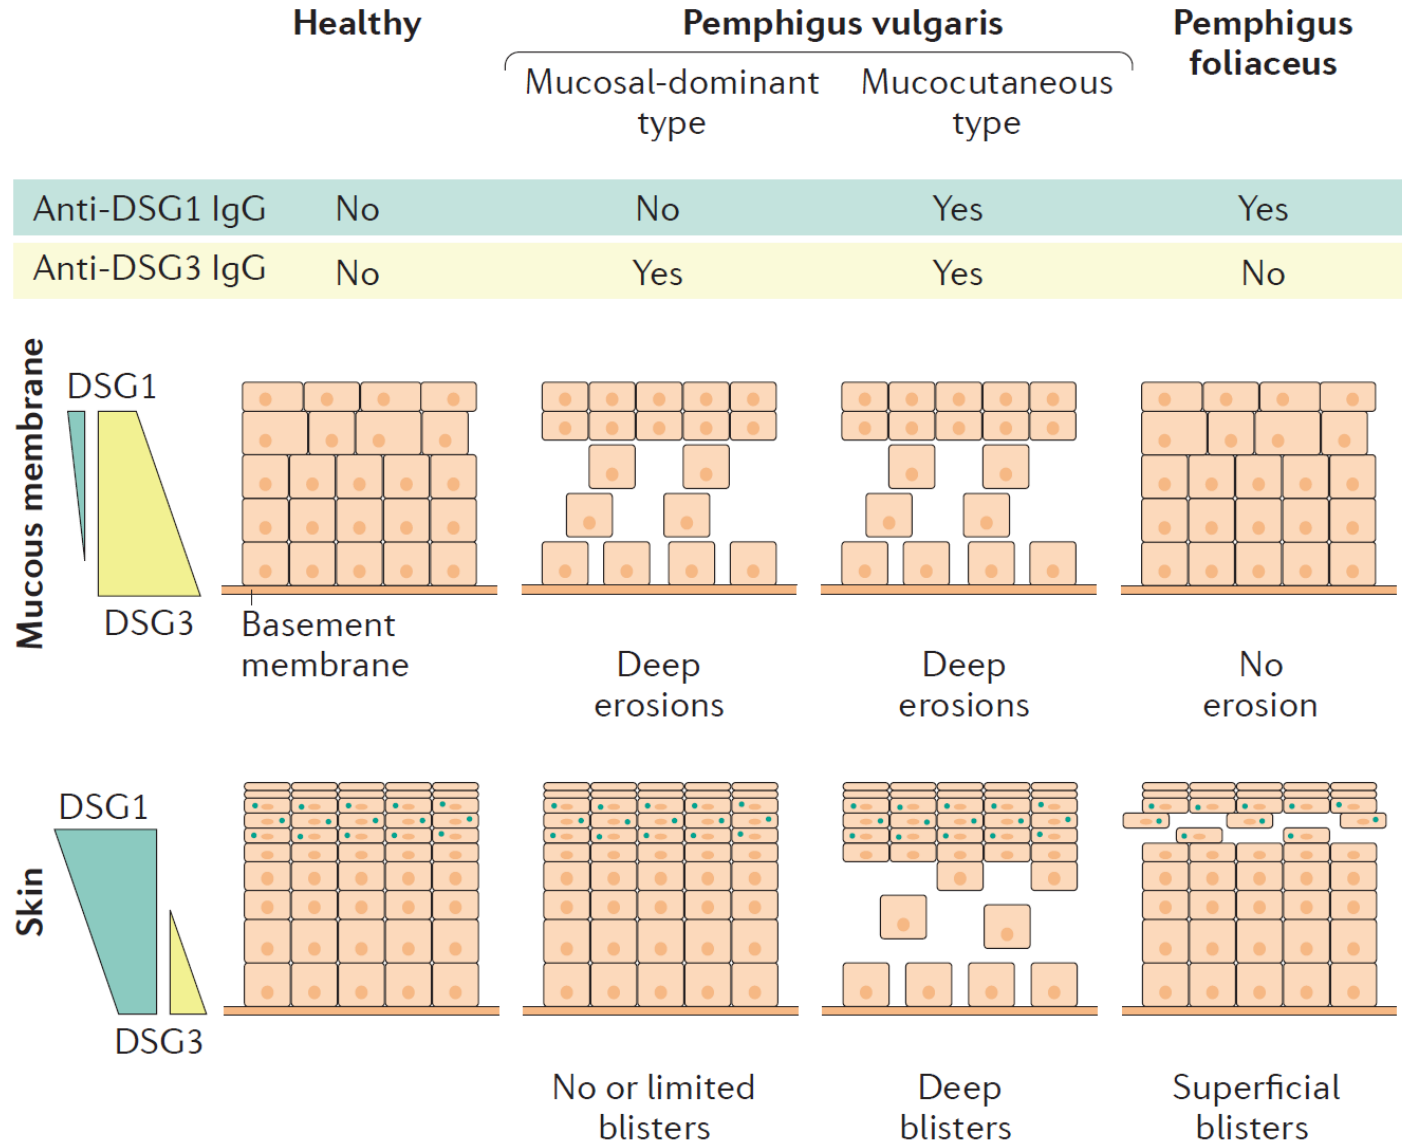 Healthy
Pemphigus vulgaris
Pemphigus
foliaceus
Mucosal-dominant
type
Mucocutaneous
type
Anti-DSG1 IgG No No Yes Yes
Anti-DSG3 IgG No Yes Yes No
Mucous membrane
DSG1
DSG3
Basement
membrane
Deep
erosions
Deep
erosions
No
erosion
Skin
DSG1
DSG3
No or limited
blisters
Deep
blisters
Superficial
blisters